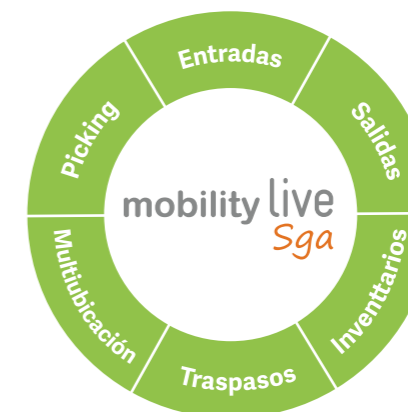 Entradas
Salidas
Inventtarios
Traspasos
Multiubicación
Picking
mobility live
Sga